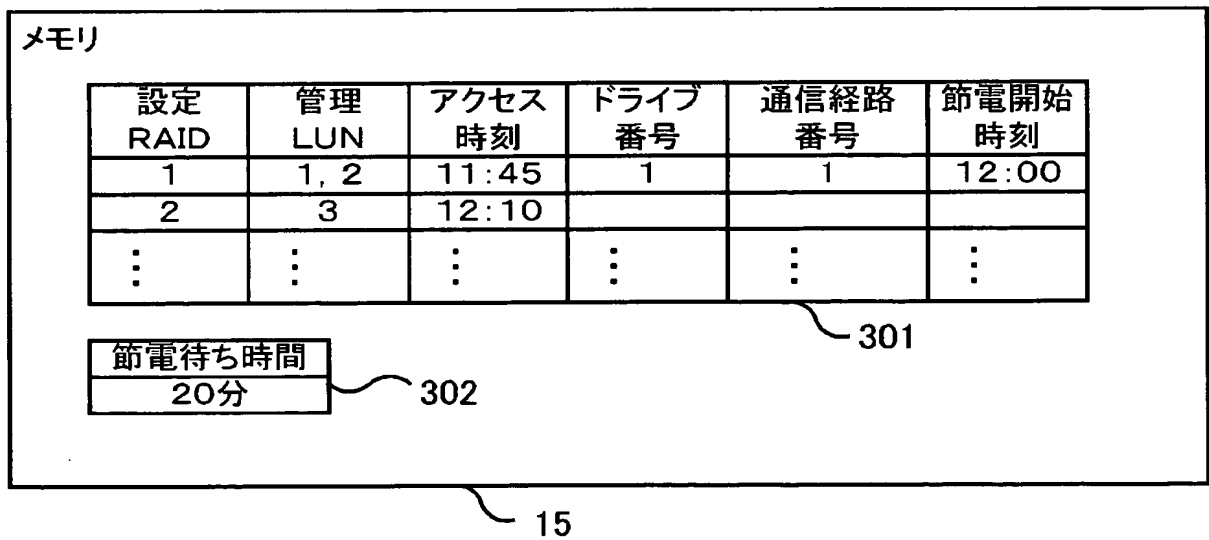 メモリ
設定 管理 アクセス ドライブ 通信経路 節電開始
RAID LUN 時刻 番号 番号 時刻
1 1, 2 11:45 1 1 12:00
2 3 12:10
⋮ ⋮ ⋮ ⋮ ⋮ ⋮
301
節電待ち時間
20分
302
15